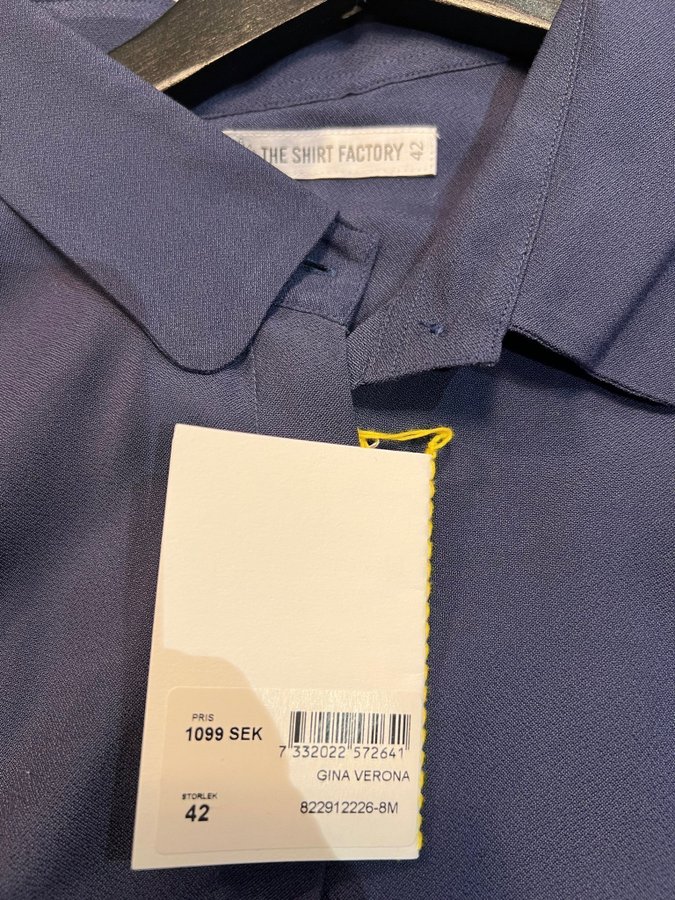 THE SHIRT FACTORY 42
PRIS
1099 SEK
7 332022 572641
GINA VERONA
STORLEK
42
822912226-8M